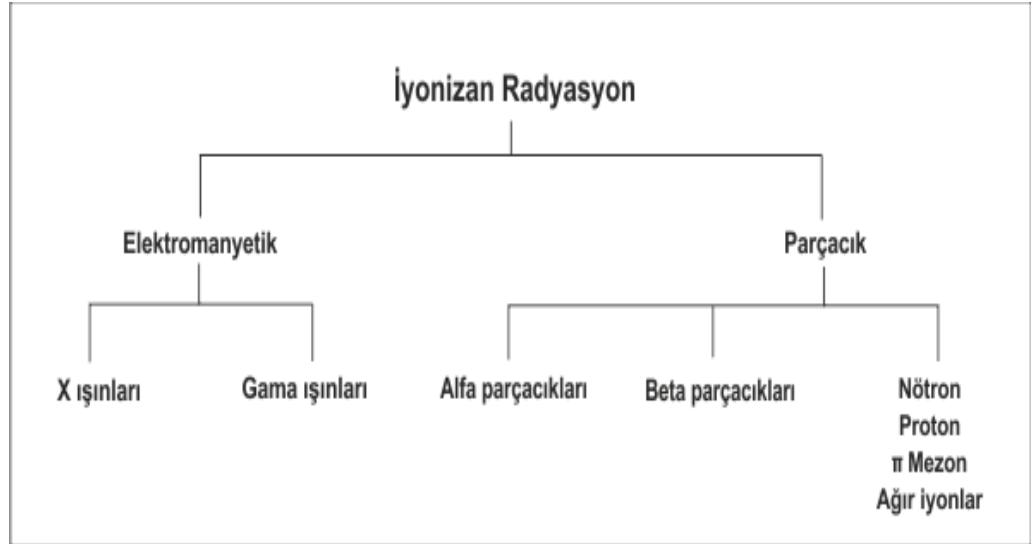 İyonizan Radyasyon
Elektromanyetik
Parçacık
X ışınları
Gama ışınları
Alfa parçacıkları
Beta parçacıkları
Nötron
Proton
π Mezon
Ağır iyonlar